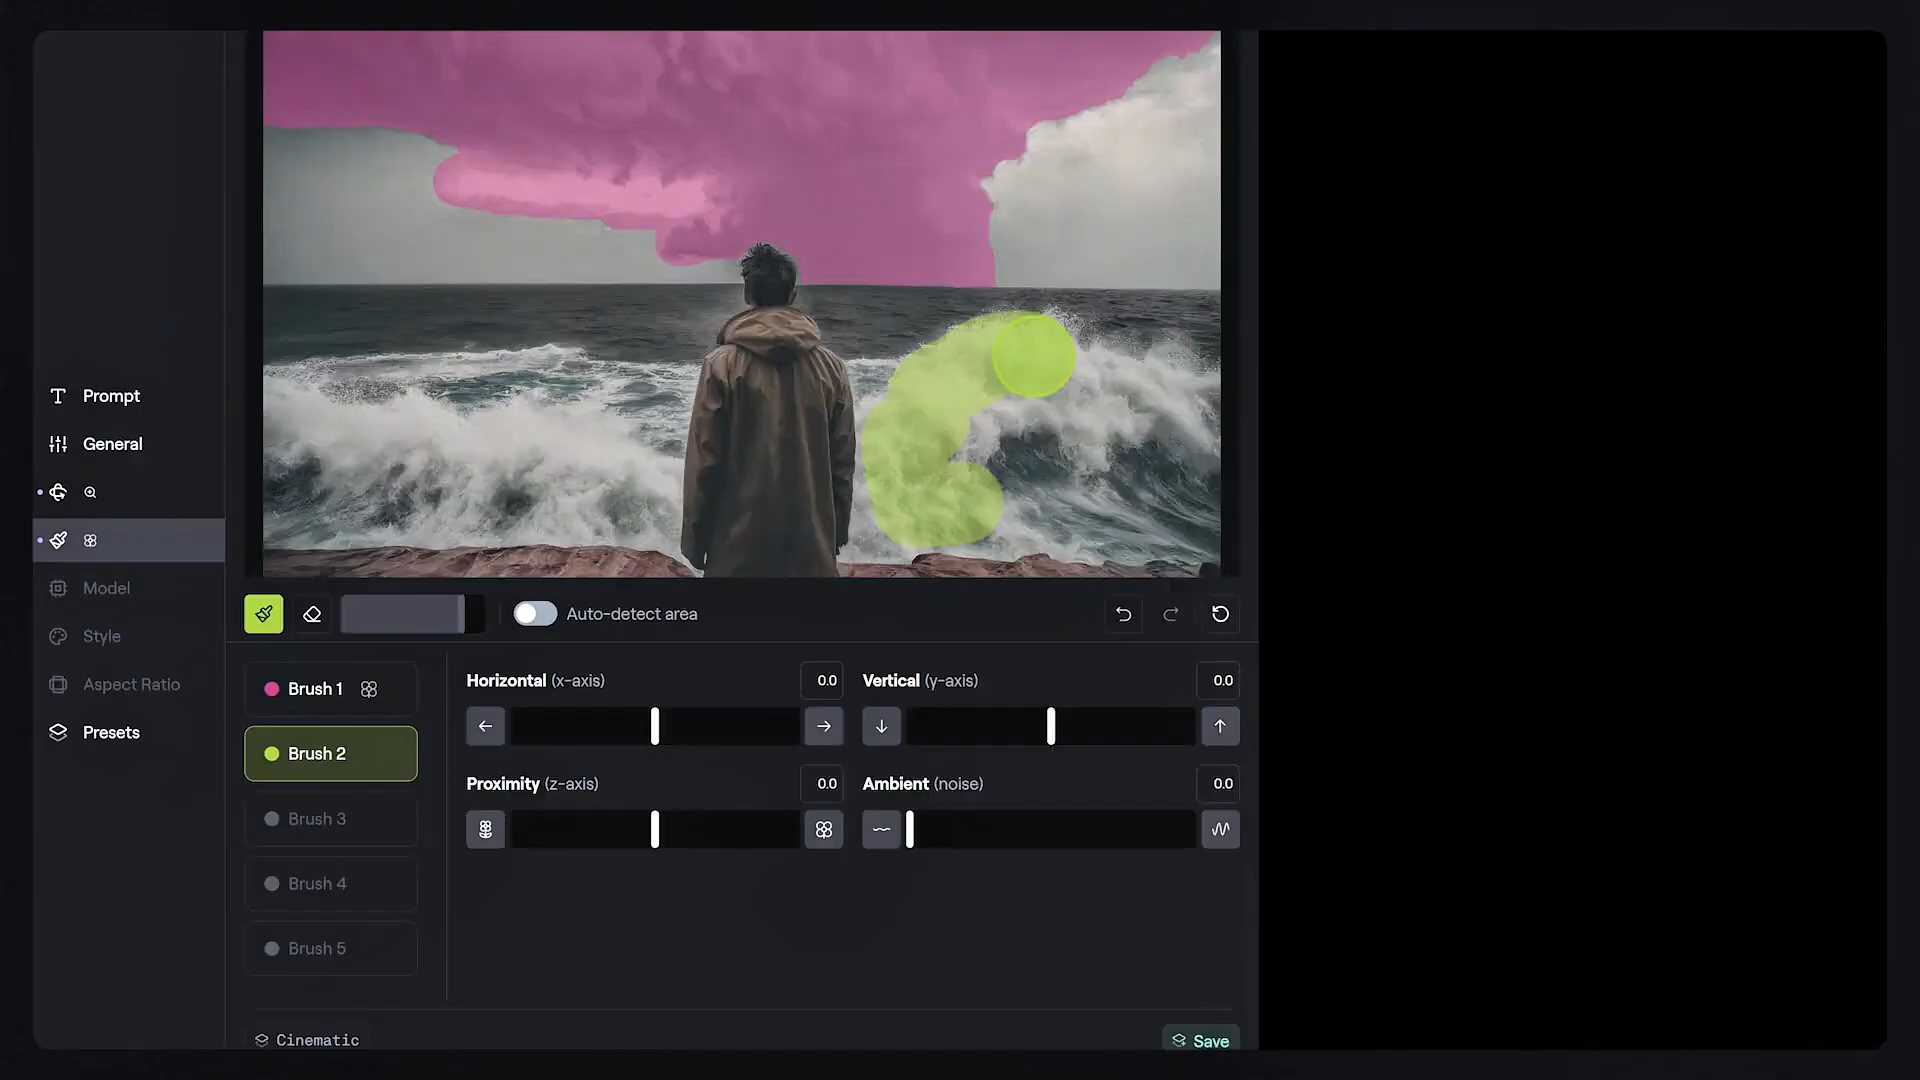 Prompt
General
Model
Style
Aspect Ratio
Presets
Auto-detect area
Brush 1
Brush 2
Brush 3
Brush 4
Brush 5
Horizontal (x-axis) 0.0
Vertical (y-axis) 0.0
Proximity (z-axis) 0.0
Ambient (noise) 0.0
Cinematic
Save